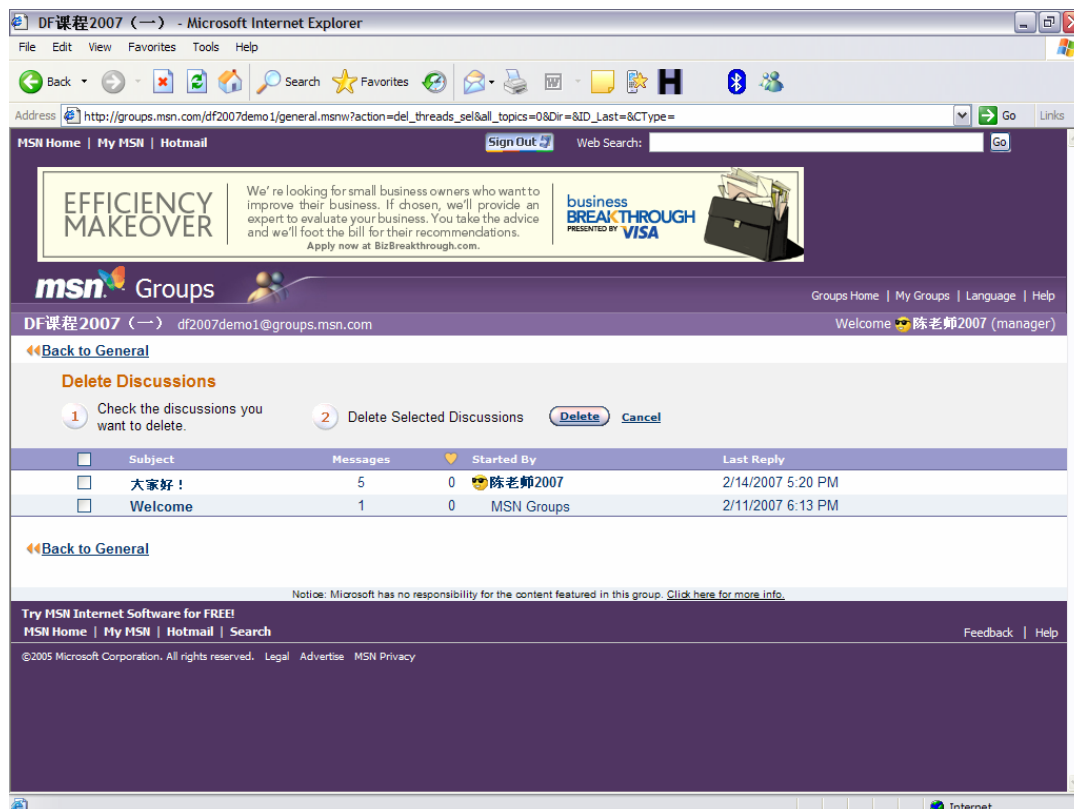 DF课程2007（一） - Microsoft Internet Explorer
File Edit View Favorites Tools Help
Back Search Favorites
Address http://groups.msn.com/df2007demo1/general.msnw?action=del_threads_sel&all_topics=0&Dir=&ID_Last=&CType= Go Links
MSN Home | My MSN | Hotmail Sign Out Web Search: Go
EFFICIENCY MAKEOVER
We're looking for small business owners who want to
improve their business. If chosen, we'll provide an
expert to evaluate your business. You take the advice
and we'll foot the bill for their recommendations.
Apply now at BizBreakthrough.com.
business
BREAKTHROUGH
PRESENTED BY VISA
msn Groups
Groups Home | My Groups | Language | Help
DF课程2007（一） df2007demo1@groups.msn.com Welcome 陈老师2007 (manager)
Back to General
Delete Discussions
1 Check the discussions you
want to delete.
2 Delete Selected Discussions Delete Cancel
Subject Messages Started By Last Reply
大家好！ 5 0 陈老师2007 2/14/2007 5:20 PM
Welcome 1 0 MSN Groups 2/11/2007 6:13 PM
Back to General
Notice: Microsoft has no responsibility for the content featured in this group. Click here for more info.
Try MSN Internet Software for FREE!
MSN Home | My MSN | Hotmail | Search Feedback | Help
©2005 Microsoft Corporation. All rights reserved. Legal Advertise MSN Privacy
Internet